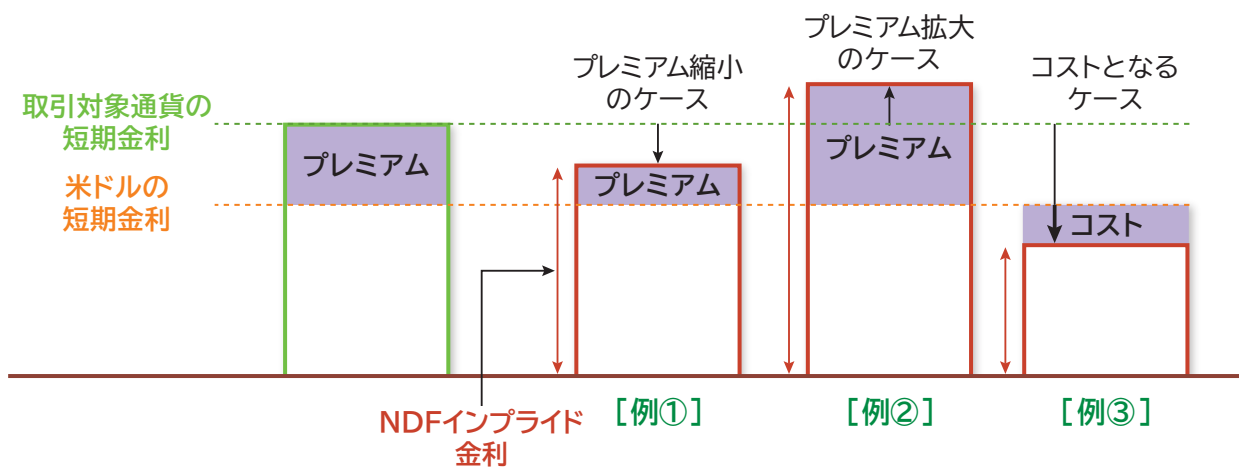 取引対象通貨の
短期金利
米ドルの
短期金利
プレミアム
プレミアム縮小
のケース
プレミアム
プレミアム拡大
のケース
プレミアム
コストとなる
ケース
コスト
NDFインプライド
金利
［例①］
［例②］
［例③］